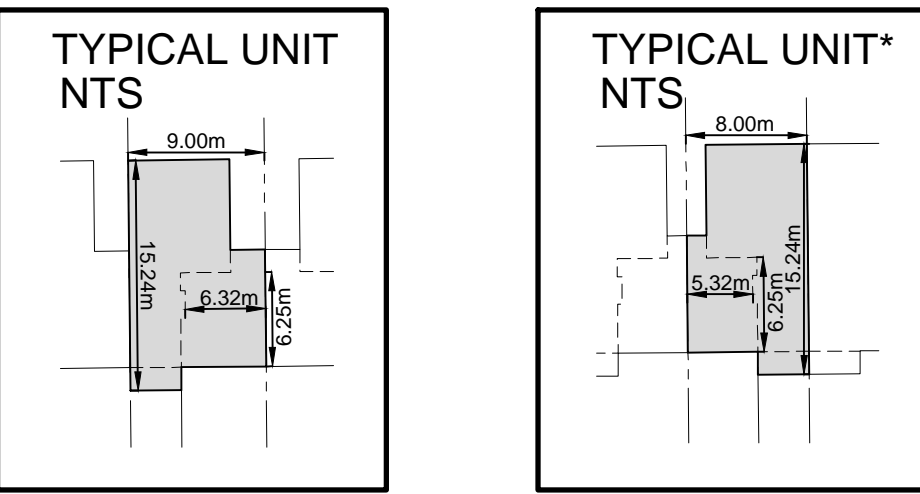 TYPICAL UNIT
NTS
9.00m
15.24m
6.32m
6.25m
TYPICAL UNIT*
NTS
8.00m
15.24m
5.32m
6.25m